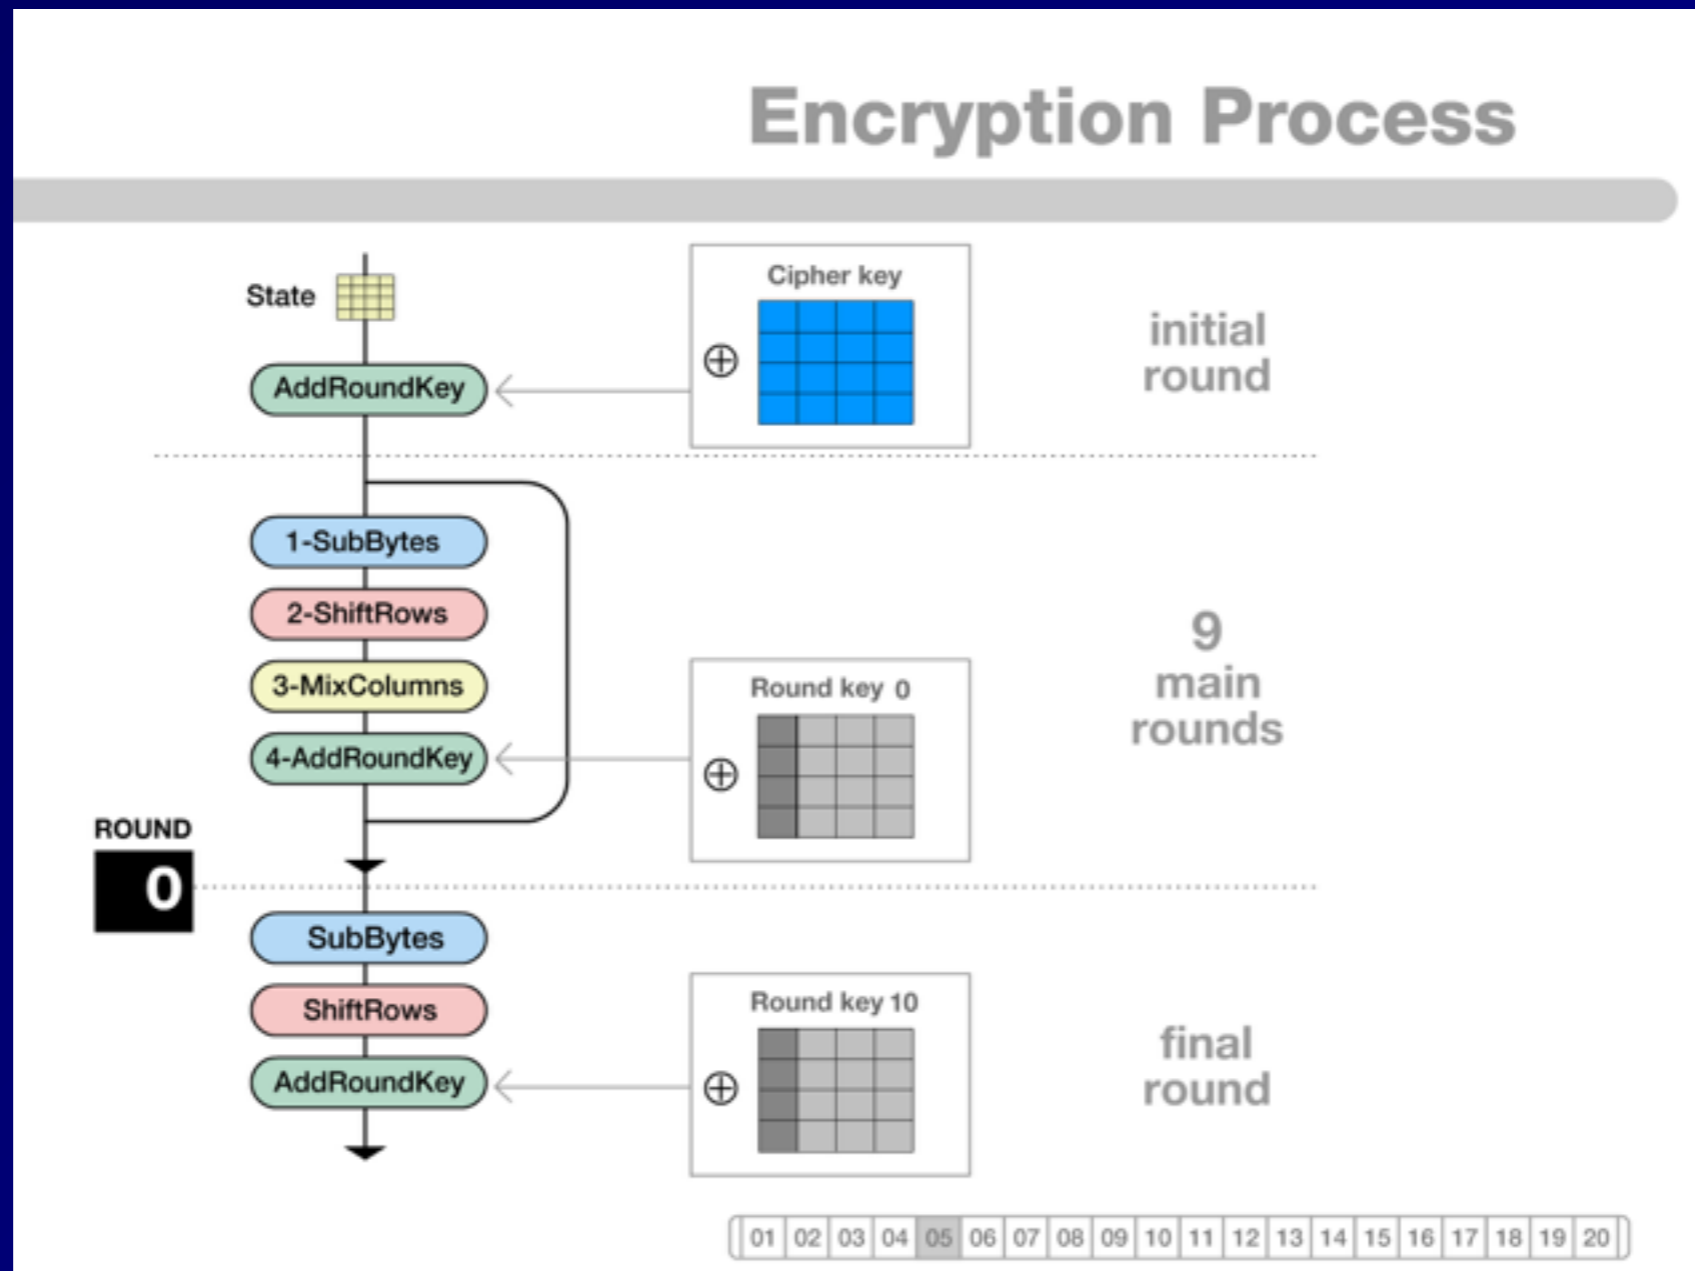 Encryption Process
State
Cipher key
⊕
AddRoundKey
initial
round
1-SubBytes
2-ShiftRows
3-MixColumns
4-AddRoundKey
Round key 0
⊕
9
main
rounds
ROUND
0
SubBytes
ShiftRows
AddRoundKey
Round key 10
⊕
final
round
01 02 03 04 05 06 07 08 09 10 11 12 13 14 15 16 17 18 19 20